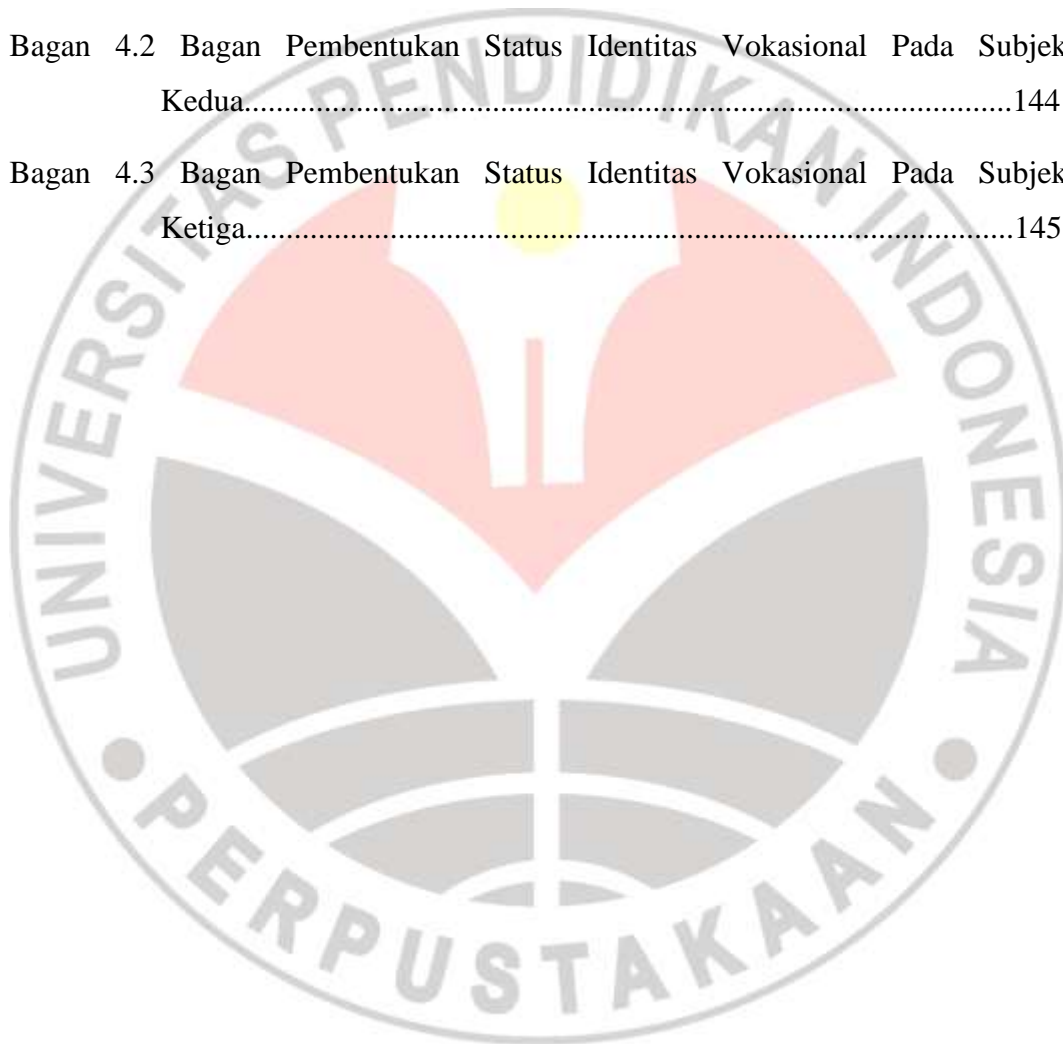 Bagan 4.2 Bagan Pembentukan Status Identitas Vokasional Pada Subjek
Kedua................................................................................................144
Bagan 4.3 Bagan Pembentukan Status Identitas Vokasional Pada Subjek
Ketiga................................................................................................145
UNIVERSITAS PENDIDIKAN INDONESIA
PERPUSTAKAAN